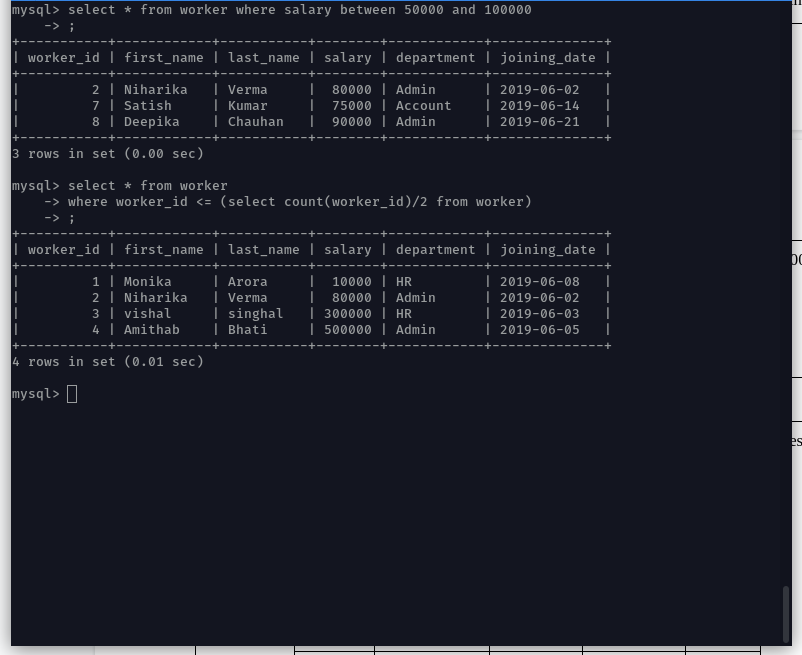 mysql> select * from worker where salary between 50000 and 100000
    -> ;
+-----------+------------+-----------+--------+------------+--------------+
| worker_id | first_name | last_name | salary | department | joining_date |
+-----------+------------+-----------+--------+------------+--------------+
|         2 | Niharika   | Verma     |  80000 | Admin      | 2019-06-02   |
|         7 | Satish     | Kumar     |  75000 | Account    | 2019-06-14   |
|         8 | Deepika    | Chauhan   |  90000 | Admin      | 2019-06-21   |
+-----------+------------+-----------+--------+------------+--------------+
3 rows in set (0.00 sec)

mysql> select * from worker
    -> where worker_id <= (select count(worker_id)/2 from worker)
    -> ;
+-----------+------------+-----------+--------+------------+--------------+
| worker_id | first_name | last_name | salary | department | joining_date |
+-----------+------------+-----------+--------+------------+--------------+
|         1 | Monika     | Arora     |  10000 | HR         | 2019-06-08   |
|         2 | Niharika   | Verma     |  80000 | Admin      | 2019-06-02   |
|         3 | vishal     | singhal   | 300000 | HR         | 2019-06-03   |
|         4 | Amithab    | Bhati     | 500000 | Admin      | 2019-06-05   |
+-----------+------------+-----------+--------+------------+--------------+
4 rows in set (0.01 sec)

mysql>